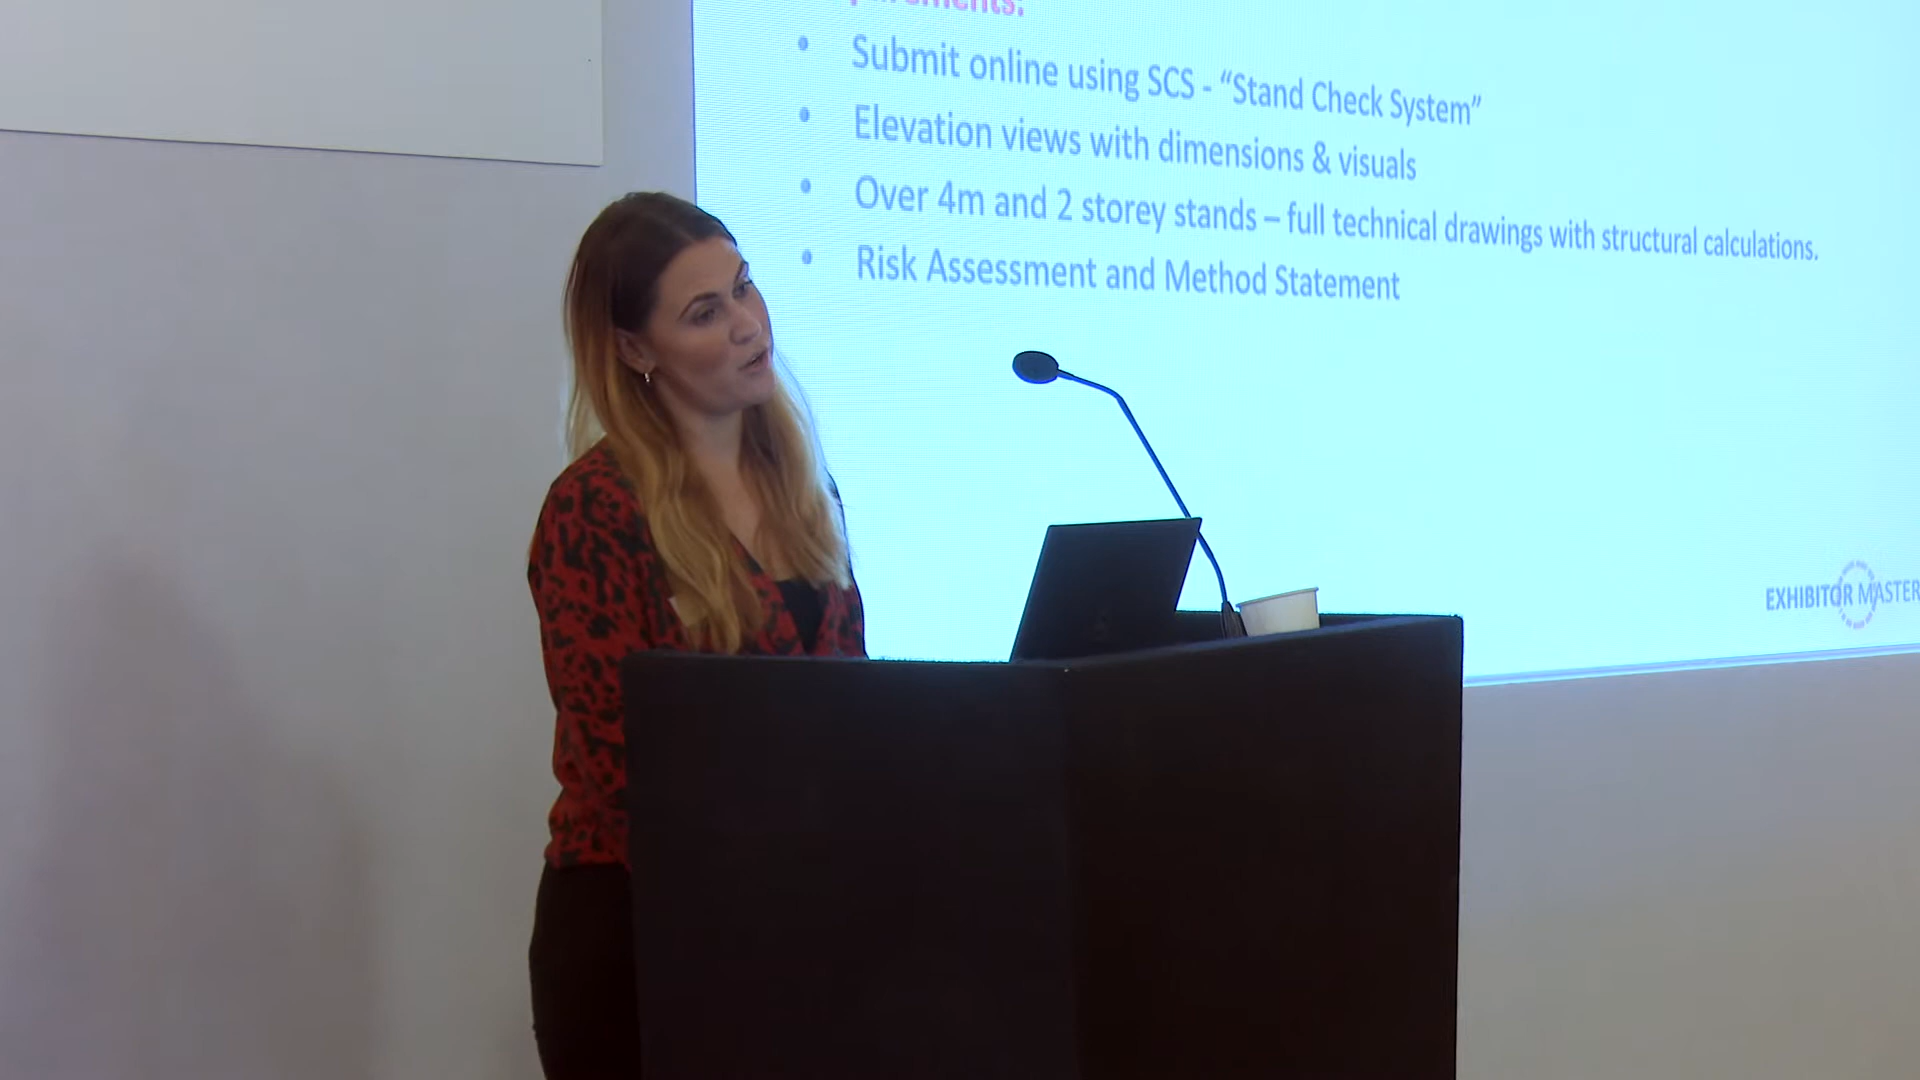 Submit online using SCS - “Stand Check System”
Elevation views with dimensions & visuals
Over 4m and 2 storey stands – full technical drawings with structural calculations.
Risk Assessment and Method Statement
EXHIBITOR MASTER